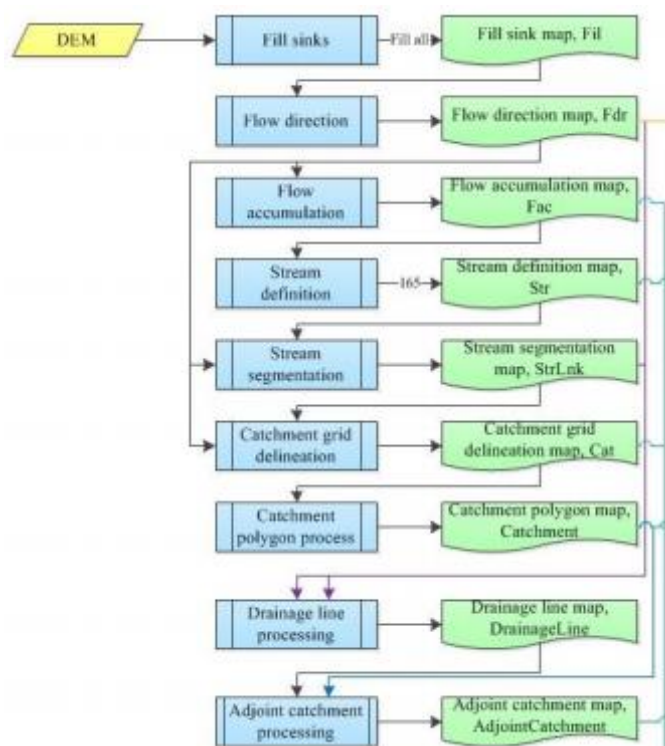 DEM
Fill sinks
Fill all
Fill sink map, Fil
Flow direction
Flow direction map, Fdr
Flow
accumulation
Flow accumulation map,
Fac
Stream
definition
165
Stream definition map,
Str
Stream
segmentation
Stream segmentation
map, StrLnk
Catchment grid
delineation
Catchment grid
delineation map, Cat
Catchment
polygon process
Catchment polygon map,
Catchment
Drainage line
processing
Drainage line map,
DrainageLine
Adjoint catchment
processing
Adjoint catchment map,
AdjointCatchment